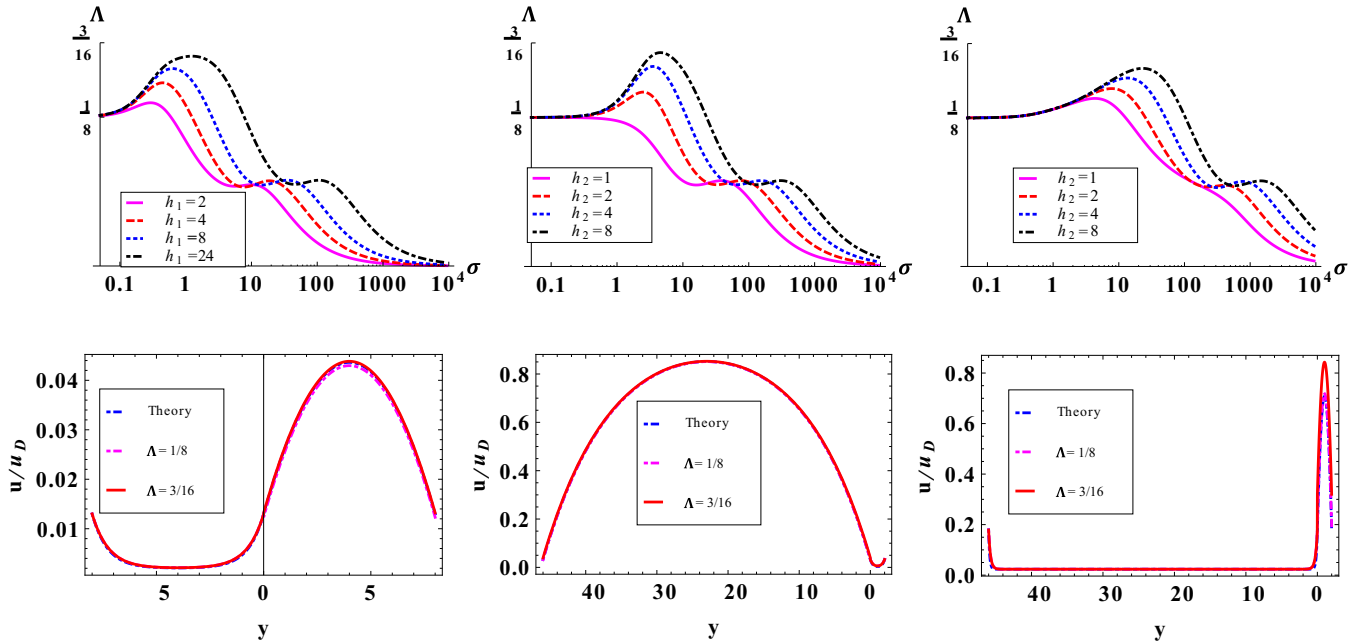 Λ
3
16
1
8
h1=2
h1=4
h1=8
h1=24
0.1 1 10 100 1000 10^4 σ
Λ
3
16
1
8
h2=1
h2=2
h2=4
h2=8
0.1 1 10 100 1000 10^4 σ
Λ
3
16
1
8
h2=1
h2=2
h2=4
h2=8
0.1 1 10 100 1000 10^4 σ
u/uD
0.04
0.03
0.02
0.01
Theory
Λ= 1/8
Λ= 3/16
5 0 5
y
u/uD
0.8
0.6
0.4
0.2
0.0
Theory
Λ= 1/8
Λ= 3/16
40 30 20 10 0
y
u/uD
0.8
0.6
0.4
0.2
0.0
Theory
Λ= 1/8
Λ= 3/16
40 30 20 10 0
y